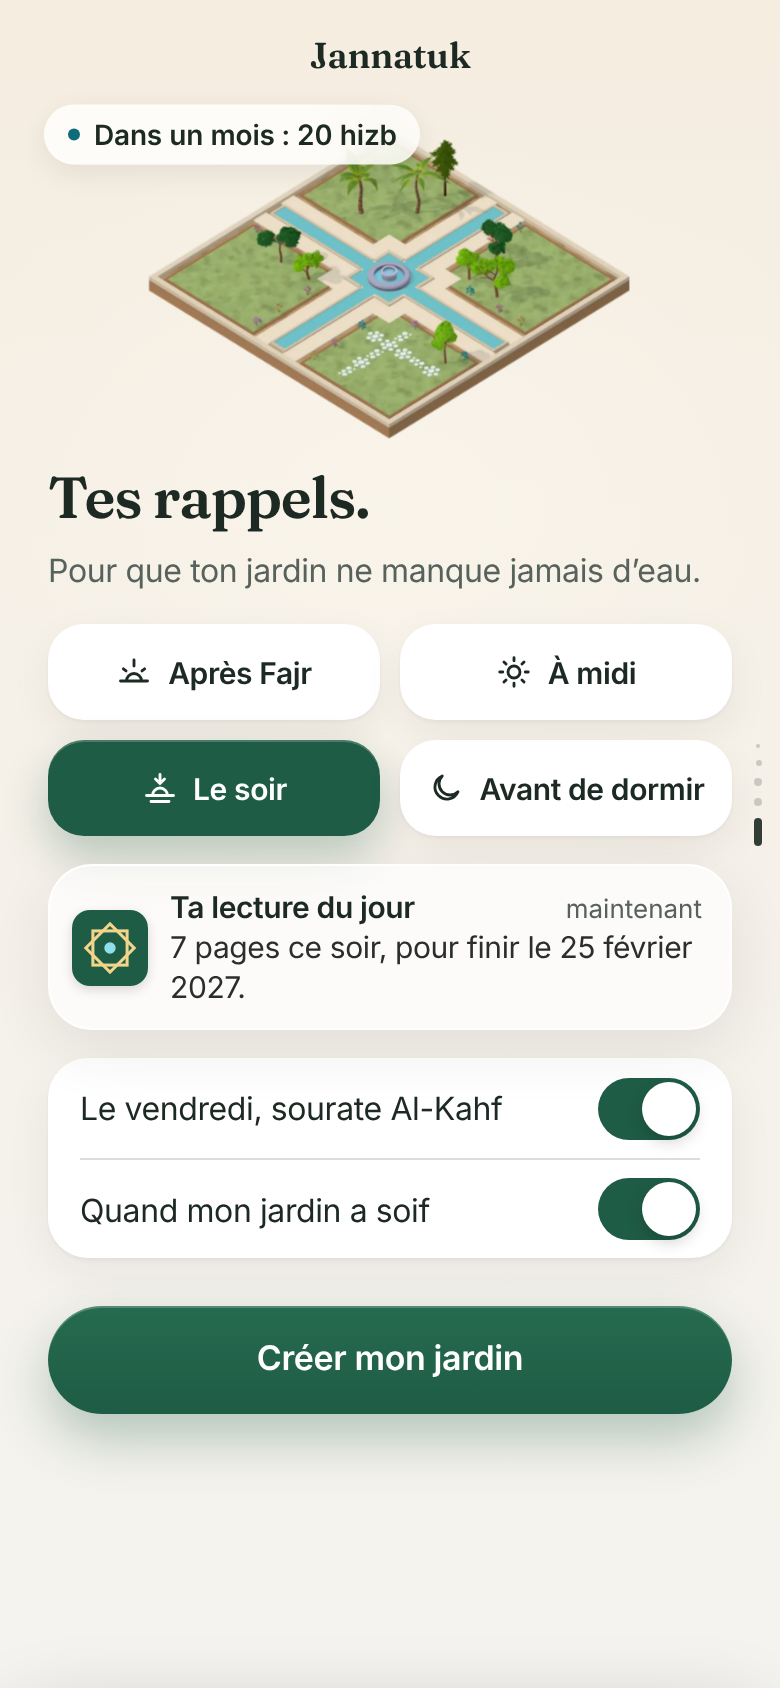 Jannatuk
Dans un mois : 20 hizb
Tes rappels.
Pour que ton jardin ne manque jamais d’eau.
Après Fajr
À midi
Le soir
Avant de dormir
Ta lecture du jour
maintenant
7 pages ce soir, pour finir le 25 février
2027.
Le vendredi, sourate Al-Kahf
Quand mon jardin a soif
Créer mon jardin